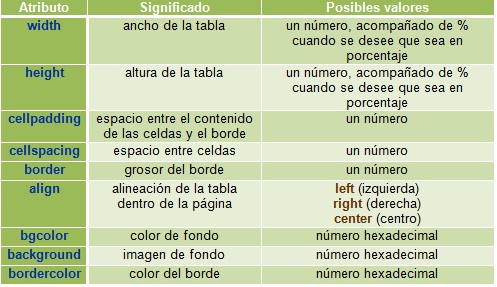 Atributo Significado Posibles valores
width ancho de la tabla un número, acompañado de %
cuando se desee que sea en
porcentaje
height altura de la tabla un número, acompañado de %
cuando se desee que sea en
porcentaje
cellpadding espacio entre el contenido un número
de las celdas y el borde
cellspacing espacio entre celdas un número
border grosor del borde un número
align alineación de la tabla left (izquierda)
dentro de la página right (derecha)
center (centro)
bgcolor color de fondo número hexadecimal
background imagen de fondo número hexadecimal
bordercolor color del borde número hexadecimal